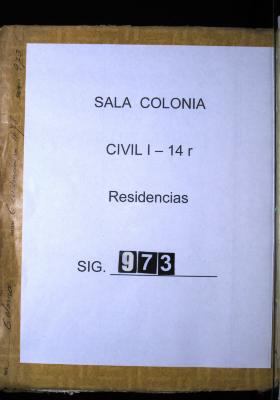 SALA COLONIA
CIVIL I – 14 r
Residencias
SIG. 973